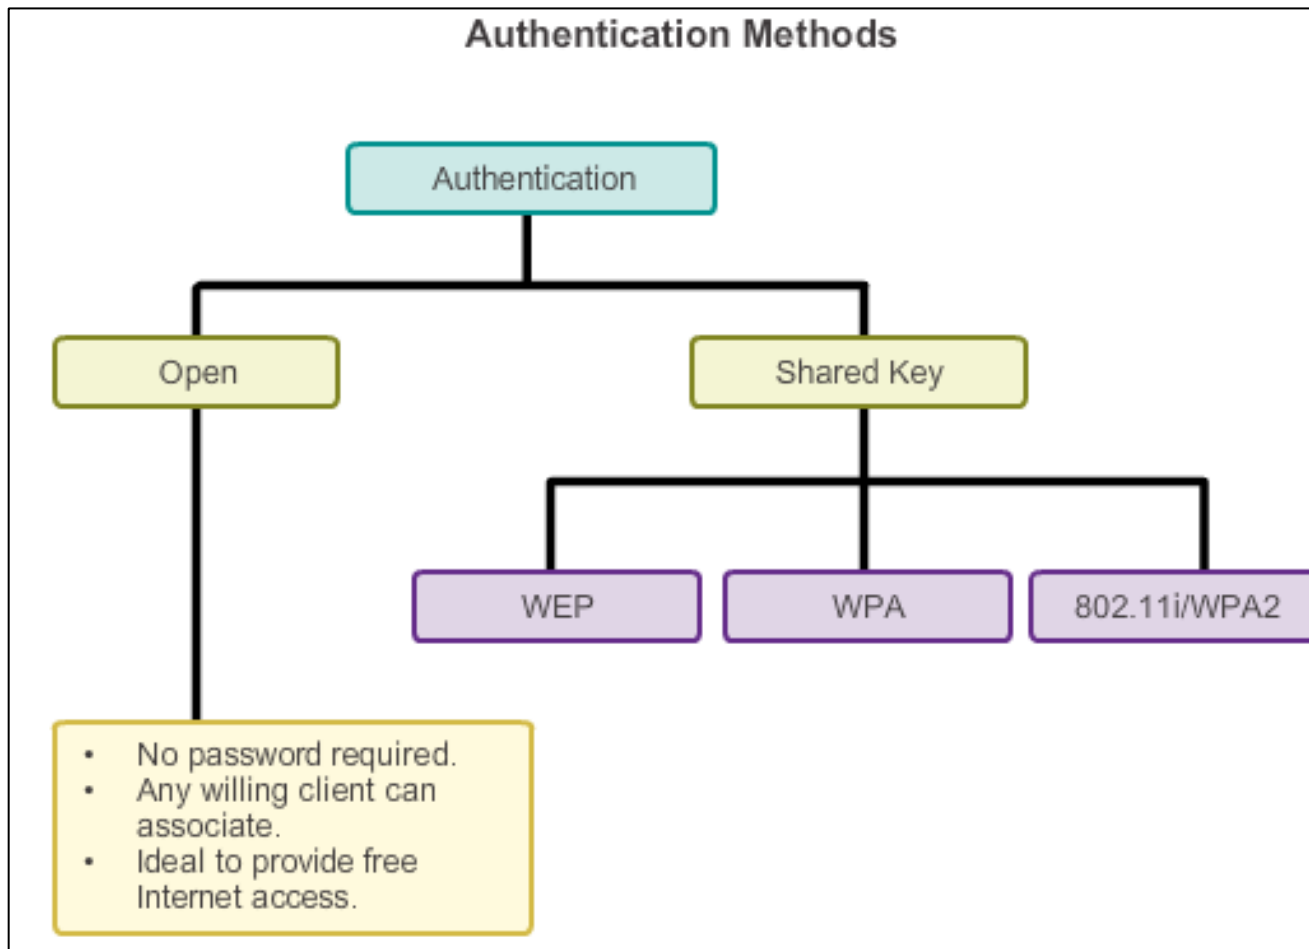 Authentication Methods
Authentication
Open
Shared Key
WEP
WPA
802.11i/WPA2
• No password required.
• Any willing client can
associate.
• Ideal to provide free
Internet access.